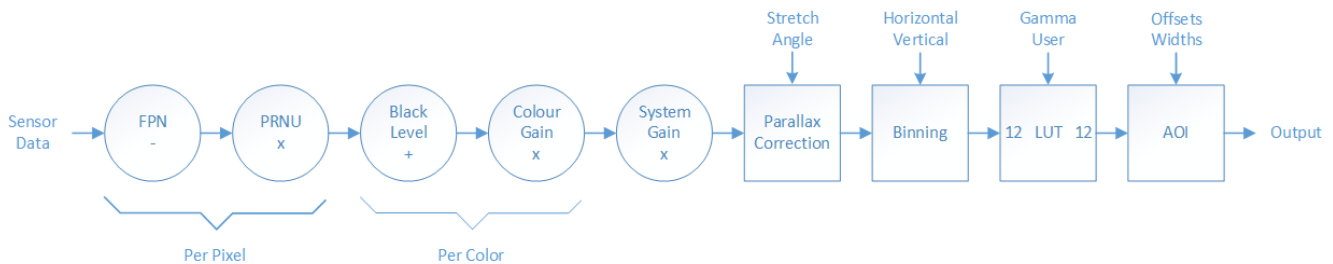 Stretch
Angle
Horizontal
Vertical
Gamma
User
Offsets
Widths
Sensor
Data
FPN
-
PRNU
x
Black
Level
+
Colour
Gain
x
System
Gain
x
Parallax
Correction
Binning
12 LUT 12
AOI
Output
Per Pixel
Per Color